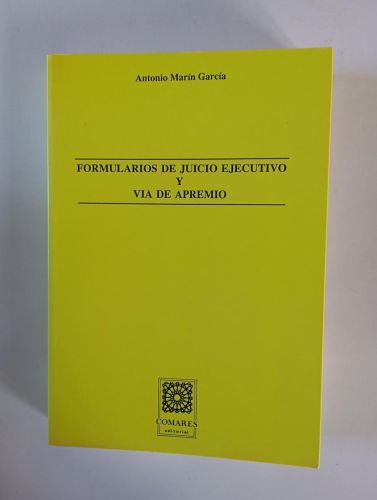 Antonio Marín García
FORMULARIOS DE JUICIO EJECUTIVO
Y
VIA DE APREMIO
COMARES
editorial